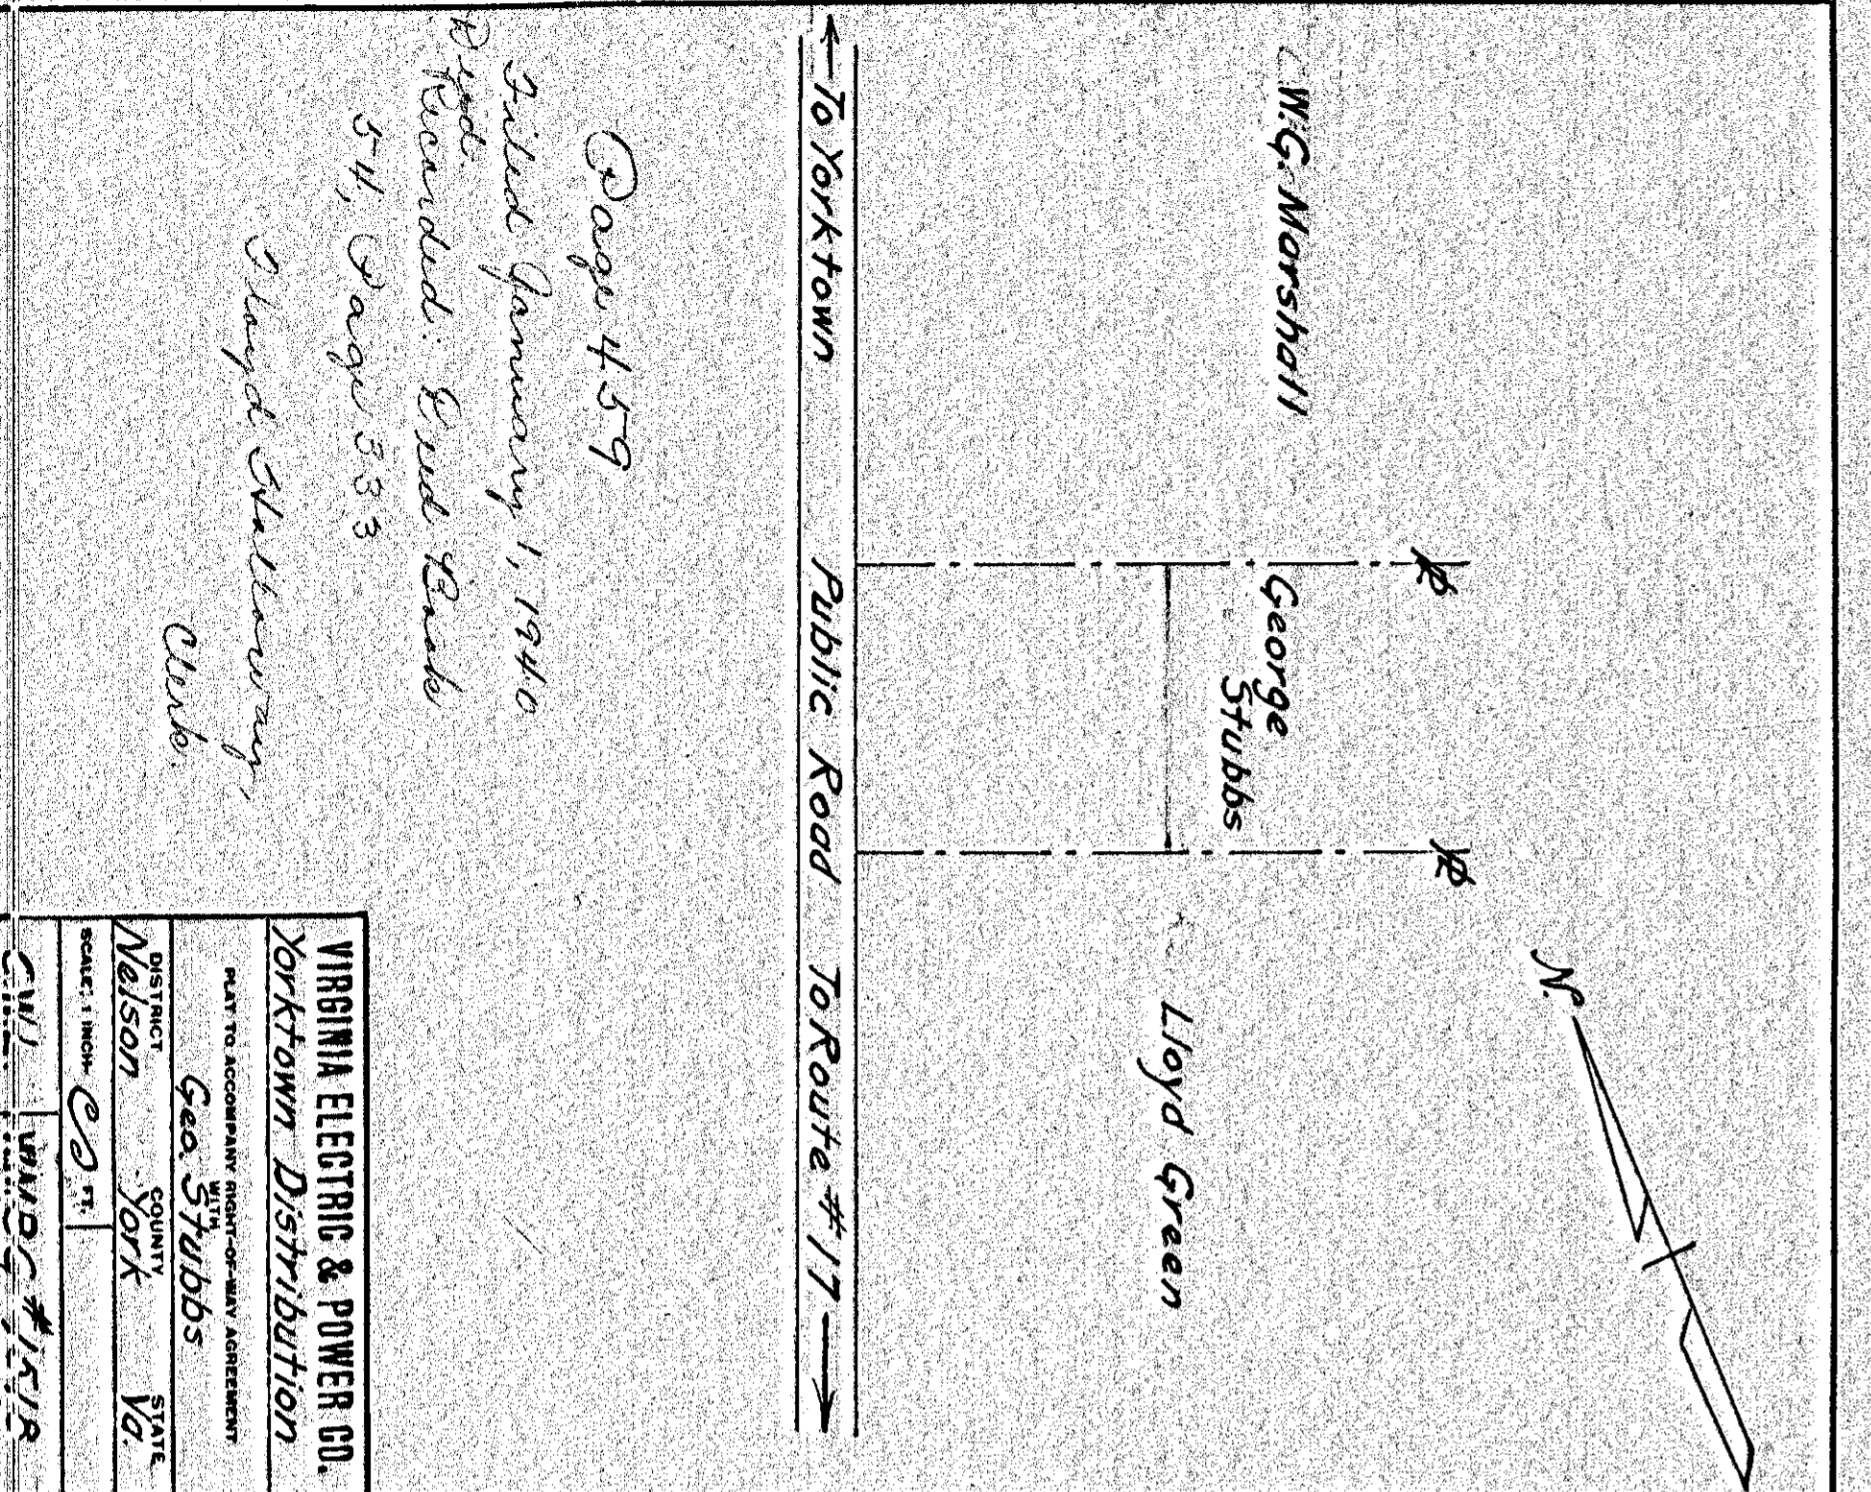 W.G. Marshall
George
Stubbs
Lloyd Green
N.
←To Yorktown Public Road To Route #17→
Page 459
Filed January 1, 1940
Recorded: Deed Book
54, Page 333
Clerk.
VIRGINIA ELECTRIC & POWER CO.
Yorktown Distribution
PLAT TO ACCOMPANY RIGHT-OF-WAY AGREEMENT
WITH
Geo. Stubbs
DISTRICT COUNTY STATE
Nelson York Va.
SCALE: 1 INCH= FT.